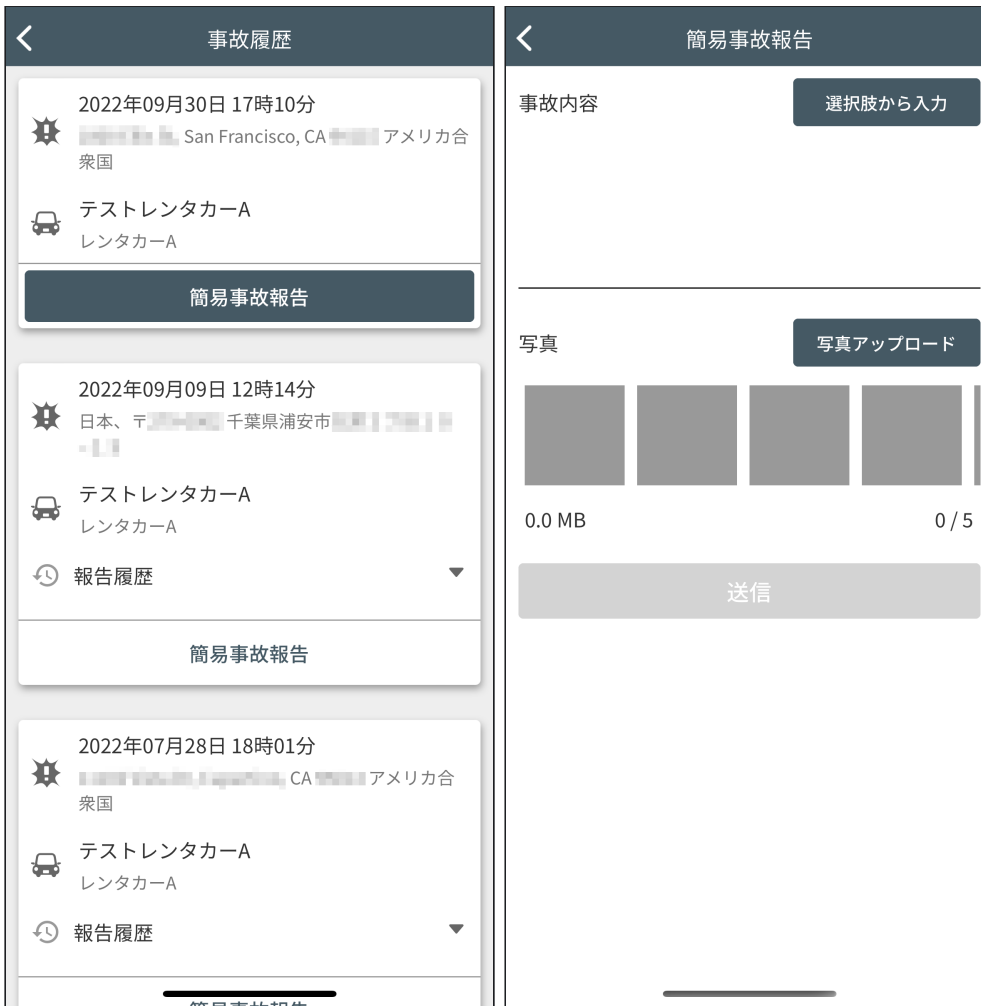 事故履歴
2022年09月30日 17時10分
San Francisco, CA アメリカ合
衆国
テストレンタカーA
レンタカーA
簡易事故報告
2022年09月09日 12時14分
日本、〒 千葉県浦安市
テストレンタカーA
レンタカーA
報告履歴
簡易事故報告
2022年07月28日 18時01分
CA アメリカ合
衆国
テストレンタカーA
レンタカーA
報告履歴
簡易事故報告
簡易事故報告
事故内容
選択肢から入力
写真
写真アップロード
0.0 MB
0 / 5
送信